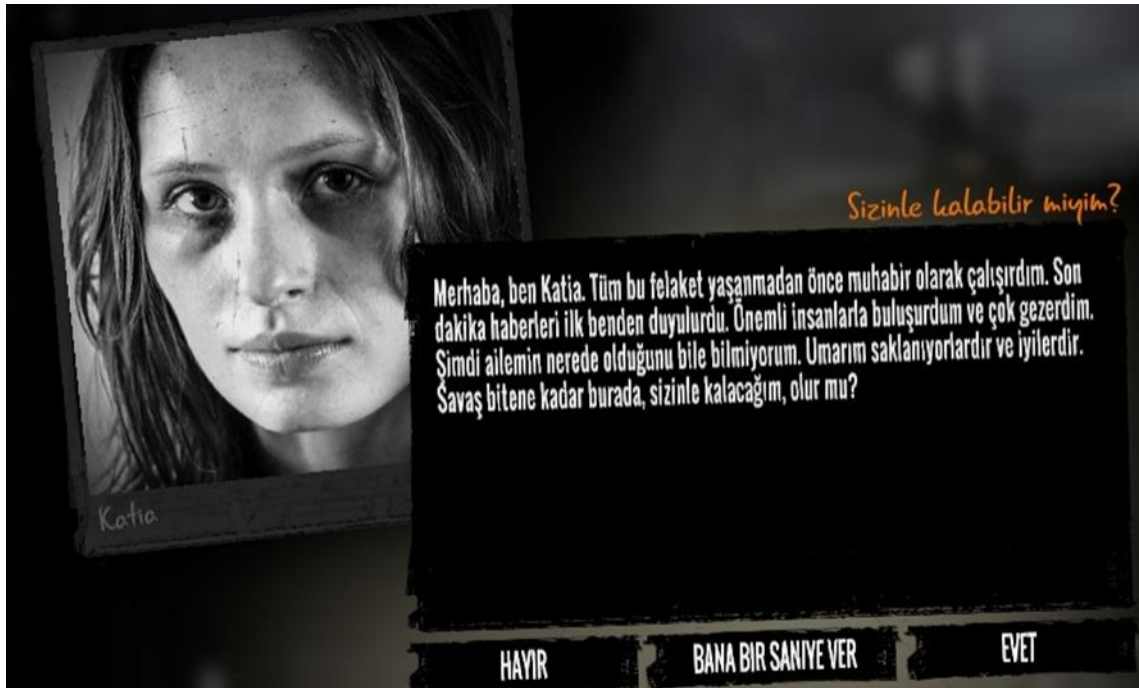 Sizinle kalabilir miyim?
Merhaba, ben Katia. Tüm bu felaket yaşanmadan önce muhabir olarak çalışırdım. Son
dakika haberleri ilk benden duyulurdu. Önemli insanlarla buluşurdum ve çok gezerdim.
Şimdi ailemin nerede olduğunu bile bilmiyorum. Umarım saklanıyorlardır ve iyilerdir.
Savaş bitene kadar burada, sizinle kalacağım, olur mu?
Katia
HAYIR
BANA BIR SANIYE VER
EVET